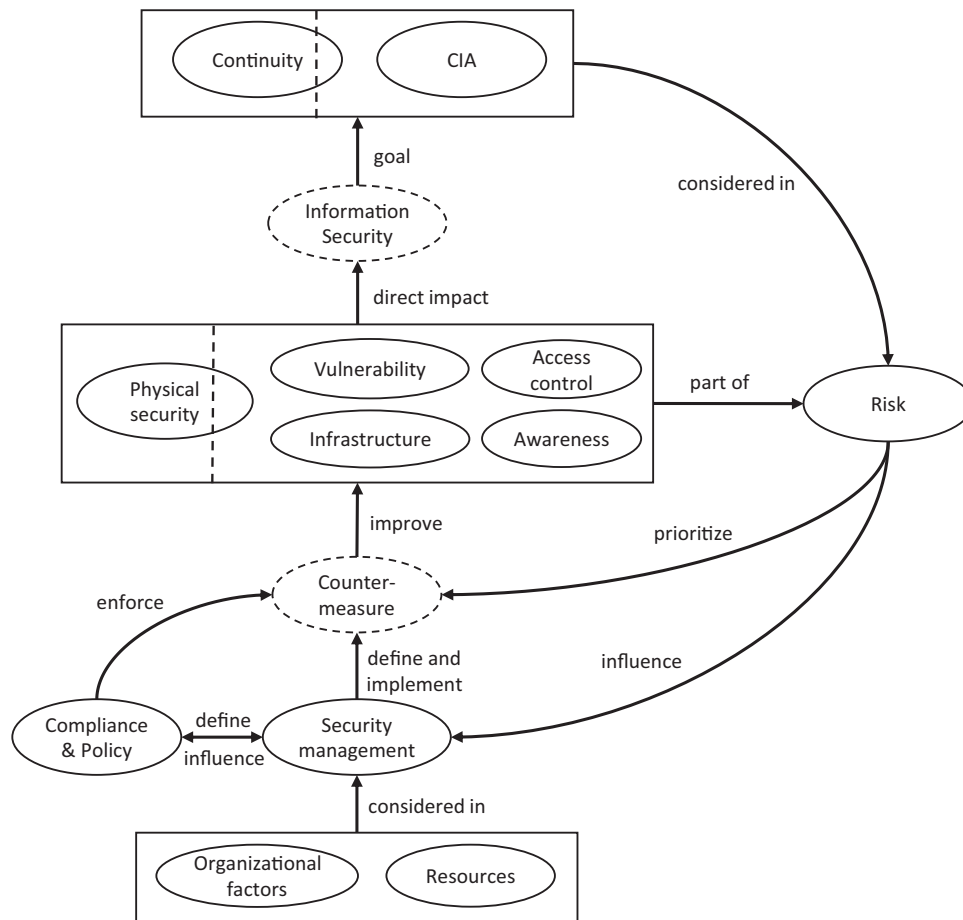 Continuity
CIA
goal
considered in
Information
Security
direct impact
Physical
security
Vulnerability
Access
control
Infrastructure
Awareness
part of
Risk
improve
prioritize
Counter-
measure
enforce
define and
implement
influence
Compliance
& Policy
define
influence
Security
management
considered in
Organizational
factors
Resources